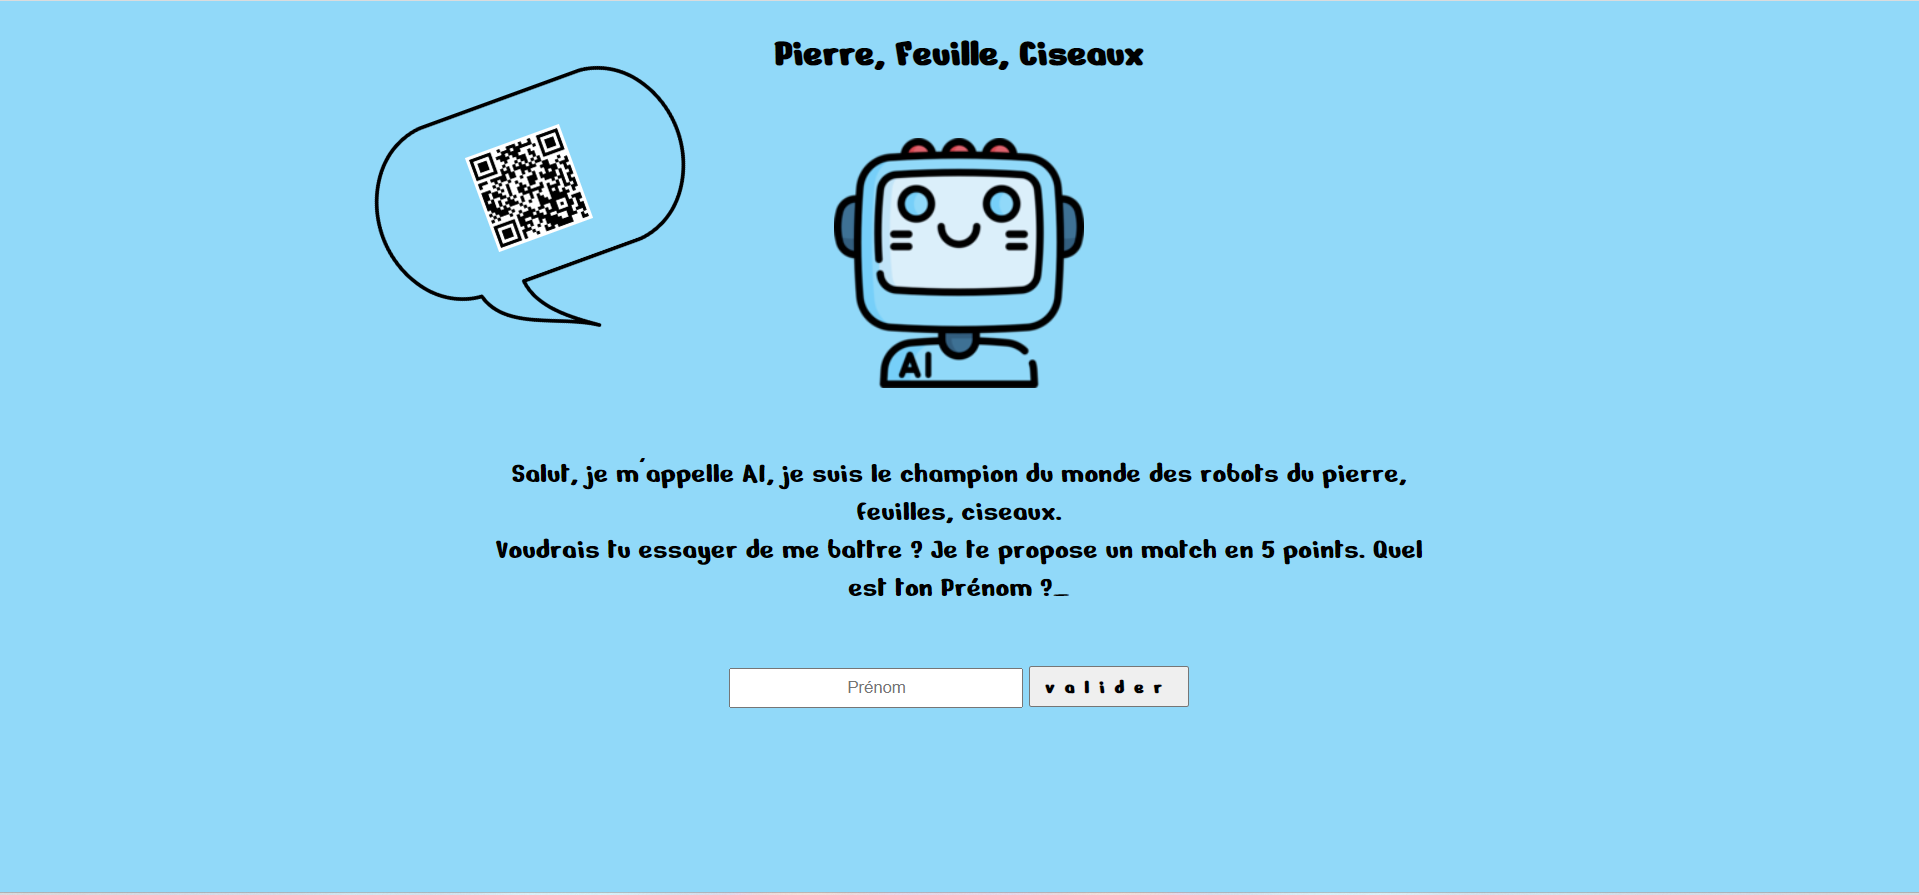 Pierre, Feuille, Ciseaux
AI
Salut, je m'appelle AI, je suis le champion du monde des robots du pierre,
feuilles, ciseaux.
Voudrais tu essayer de me battre ? Je te propose un match en 5 points. Quel
est ton Prénom ?_
Prénom
valider